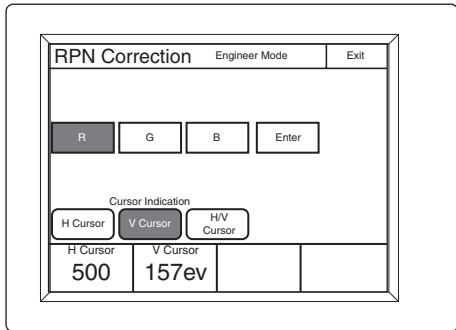 RPN Correction Engineer Mode Exit
R G B Enter
Cursor Indication
H Cursor V Cursor H/V Cursor
H Cursor V Cursor
500 157ev